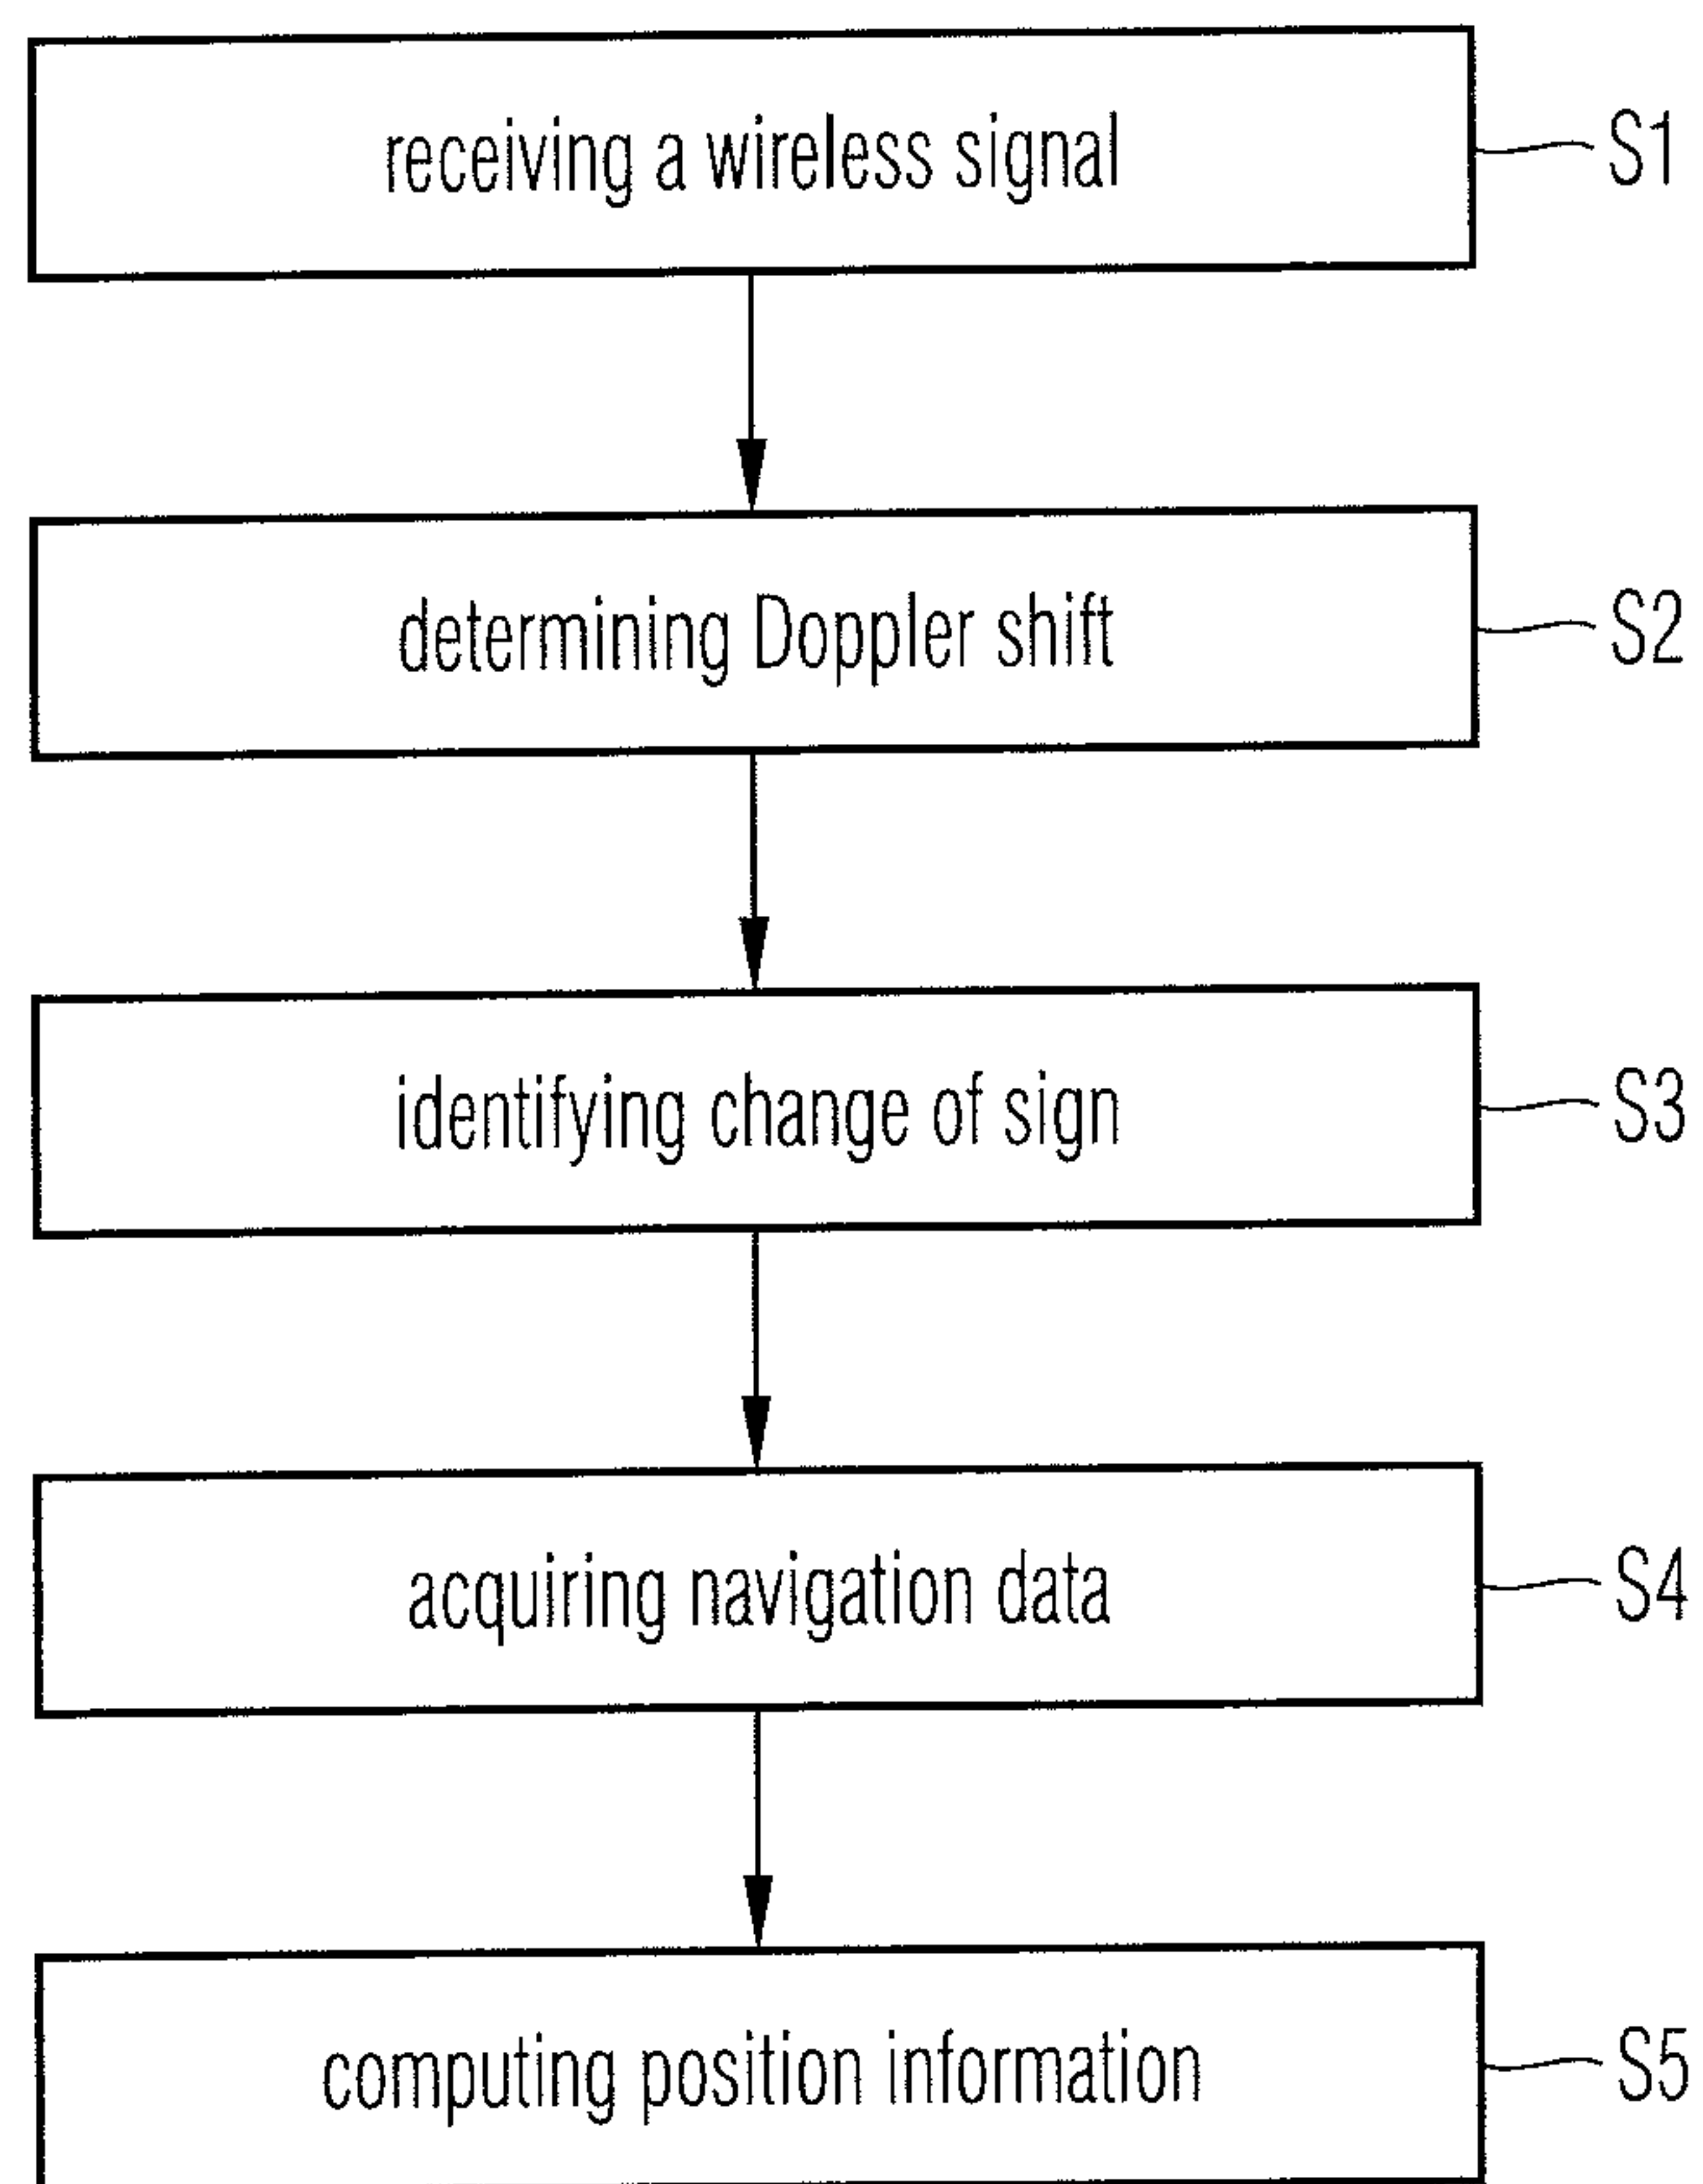 receiving a wireless signal S1
determining Doppler shift S2
identifying change of sign S3
acquiring navigation data S4
computing position information S5